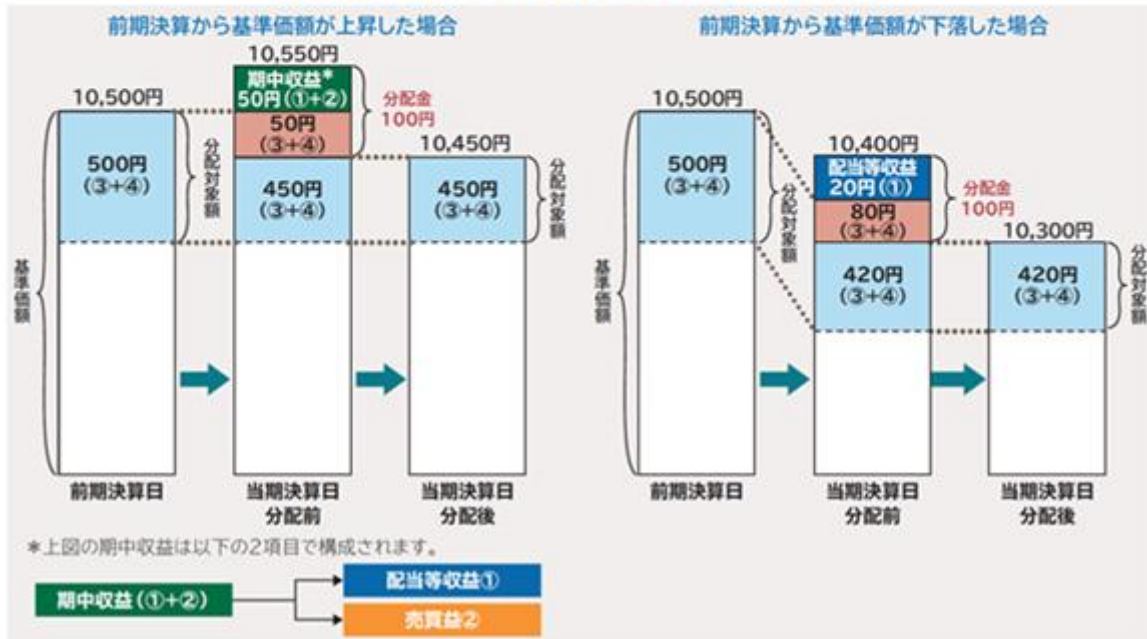 前期決算から基準価額が上昇した場合
10,500円
500円
(③+④)
分配対象額
基準価額
前期決算日
10,550円
期中収益*
50円(①+②)
50円
(③+④)
450円
(③+④)
分配金
100円
当期決算日
分配前
10,450円
450円
(③+④)
分配対象額
当期決算日
分配後
前期決算から基準価額が下落した場合
10,500円
500円
(③+④)
分配対象額
基準価額
前期決算日
10,400円
配当等収益
20円(①)
80円
(③+④)
420円
(③+④)
分配金
100円
当期決算日
分配前
10,300円
420円
(③+④)
分配対象額
当期決算日
分配後
*上図の期中収益は以下の2項目で構成されます。
期中収益(①+②)
配当等収益①
売買益②